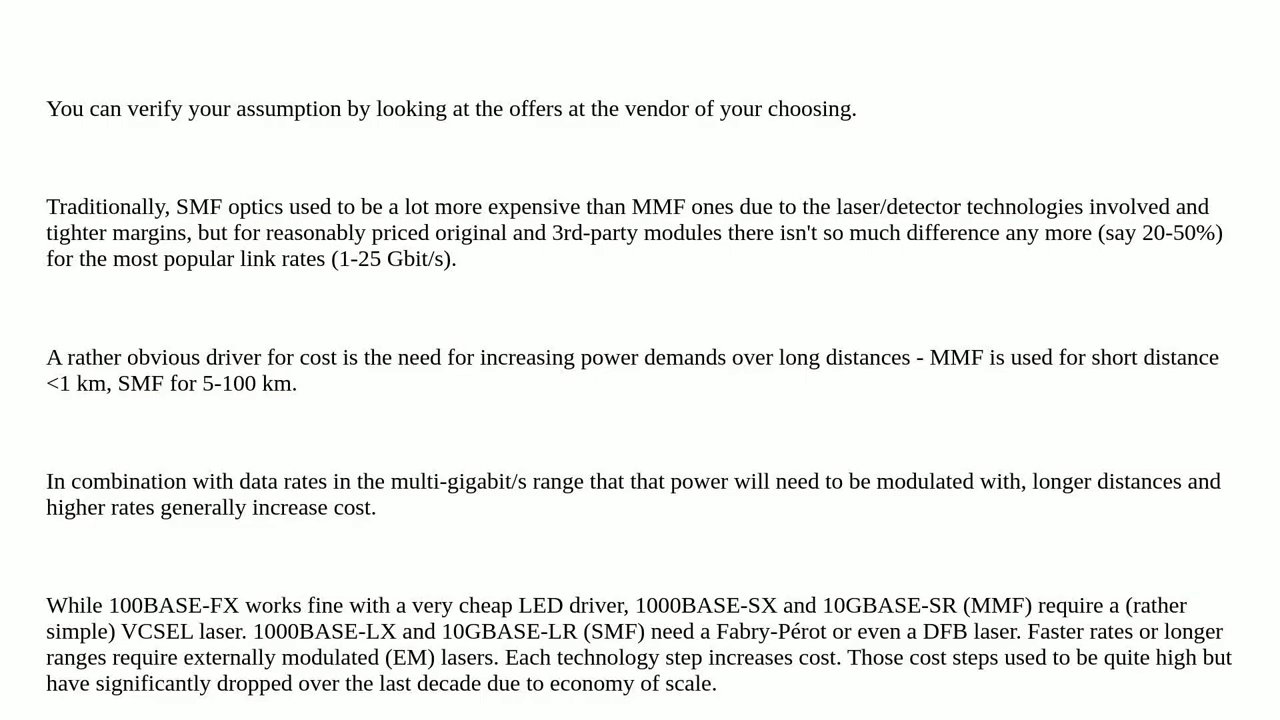 You can verify your assumption by looking at the offers at the vendor of your choosing.
Traditionally, SMF optics used to be a lot more expensive than MMF ones due to the laser/detector technologies involved and
tighter margins, but for reasonably priced original and 3rd-party modules there isn't so much difference any more (say 20-50%)
for the most popular link rates (1-25 Gbit/s).
A rather obvious driver for cost is the need for increasing power demands over long distances - MMF is used for short distance
<1 km, SMF for 5-100 km.
In combination with data rates in the multi-gigabit/s range that that power will need to be modulated with, longer distances and
higher rates generally increase cost.
While 100BASE-FX works fine with a very cheap LED driver, 1000BASE-SX and 10GBASE-SR (MMF) require a (rather
simple) VCSEL laser. 1000BASE-LX and 10GBASE-LR (SMF) need a Fabry-Pérot or even a DFB laser. Faster rates or longer
ranges require externally modulated (EM) lasers. Each technology step increases cost. Those cost steps used to be quite high but
have significantly dropped over the last decade due to economy of scale.